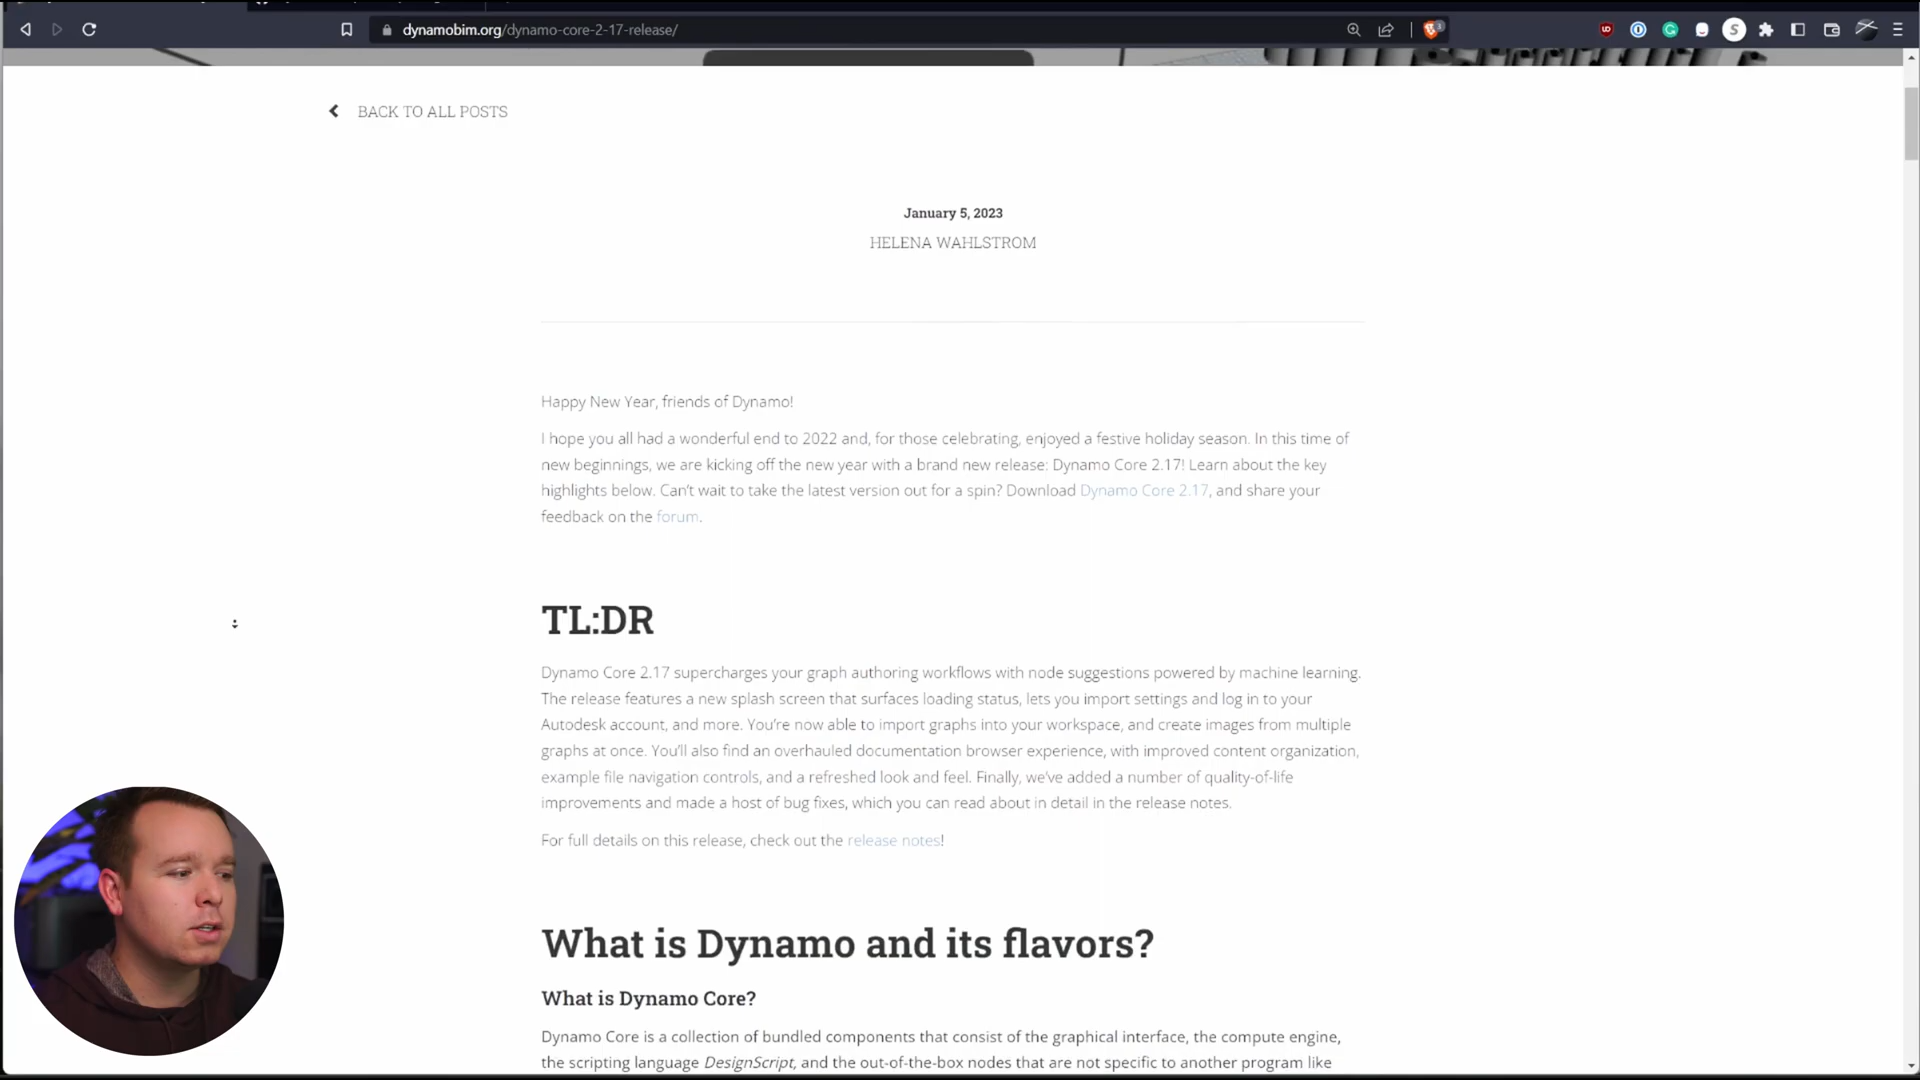 dynamobim.org/dynamo-core-2-17-release/
BACK TO ALL POSTS
January 5, 2023
HELENA WAHLSTROM
Happy New Year, friends of Dynamo!
I hope you all had a wonderful end to 2022 and, for those celebrating, enjoyed a festive holiday season. In this time of
new beginnings, we are kicking off the new year with a brand new release: Dynamo Core 2.17! Learn about the key
highlights below. Can't wait to take the latest version out for a spin? Download Dynamo Core 2.17, and share your
feedback on the forum.
TL:DR
Dynamo Core 2.17 supercharges your graph authoring workflows with node suggestions powered by machine learning.
The release features a new splash screen that surfaces loading status, lets you import settings and log in to your
Autodesk account, and more. You're now able to import graphs into your workspace, and create images from multiple
graphs at once. You'll also find an overhauled documentation browser experience, with improved content organization,
example file navigation controls, and a refreshed look and feel. Finally, we've added a number of quality-of-life
improvements and made a host of bug fixes, which you can read about in detail in the release notes.
For full details on this release, check out the release notes!
What is Dynamo and its flavors?
What is Dynamo Core?
Dynamo Core is a collection of bundled components that consist of the graphical interface, the compute engine,
the scripting language DesignScript, and the out-of-the-box nodes that are not specific to another program like